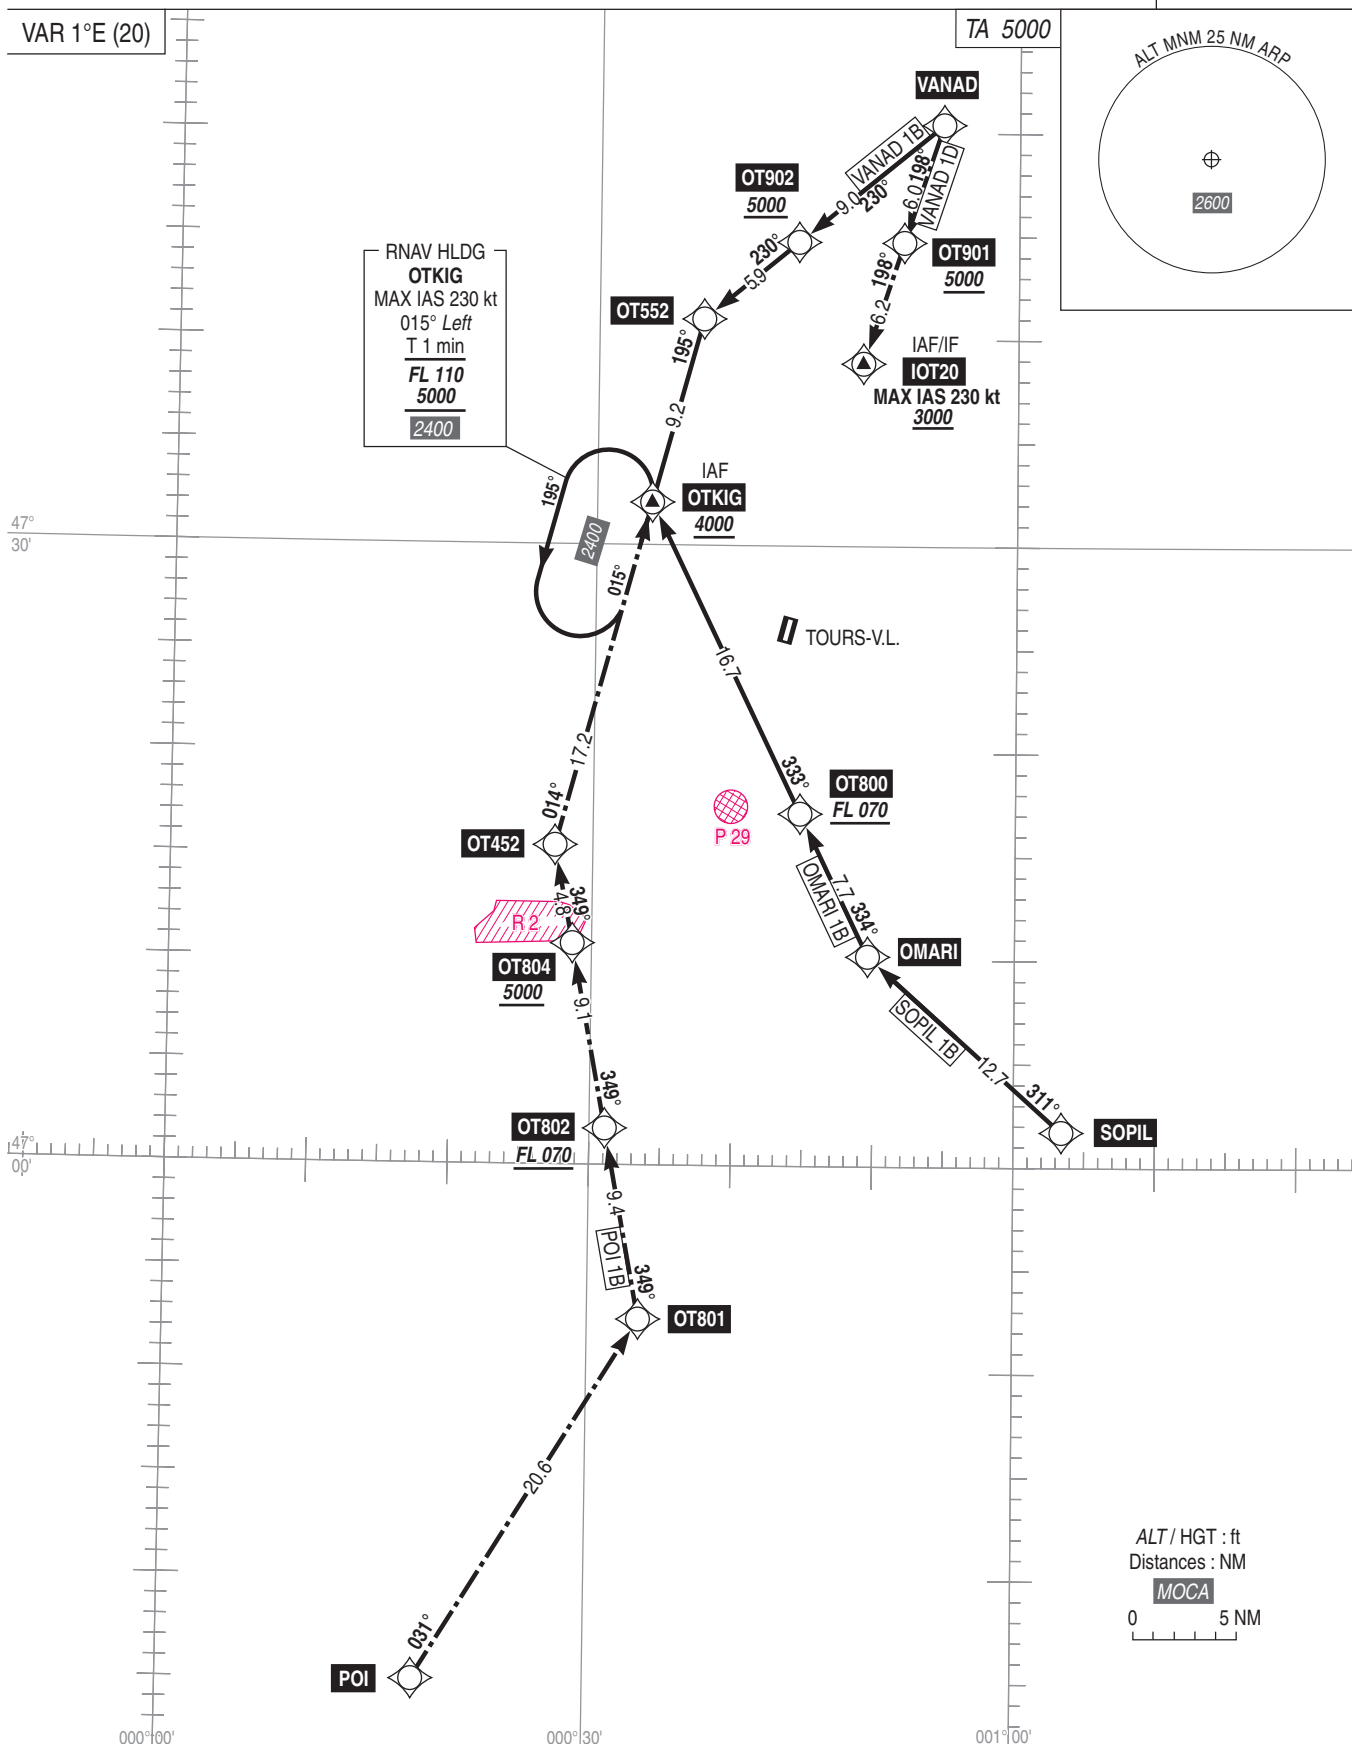 VAR 1°E (20)
TA 5000
ALT MNM 25 NM ARP
2600
VANAD
VANAD 1B
9.0
230°
198°
6.0
VANAD 1D
OT902
5000
230°
5.9
OT901
5000
198°
6.2
RNAV HLDG
OTKIG
MAX IAS 230 kt
015° Left
T 1 min
FL 110
5000
2400
OT552
195°
9.2
IAF/IF
IOT20
MAX IAS 230 kt
3000
IAF
OTKIG
4000
195°
2400
015°
47°
30'
TOURS-V.L.
16.7
17.2
333°
OT800
FL 070
P 29
014°
OT452
OMARI 1B
7.7
334°
4.8
349°
R 2
OMARI
OT804
5000
9.1
SOPIL 1B
12.7
311°
SOPIL
349°
OT802
FL 070
47°
00'
9.4
POI 1B
349°
OT801
20.6
031°
POI
ALT / HGT : ft
Distances : NM
MOCA
0 5 NM
000°00'
000°30'
001°00'